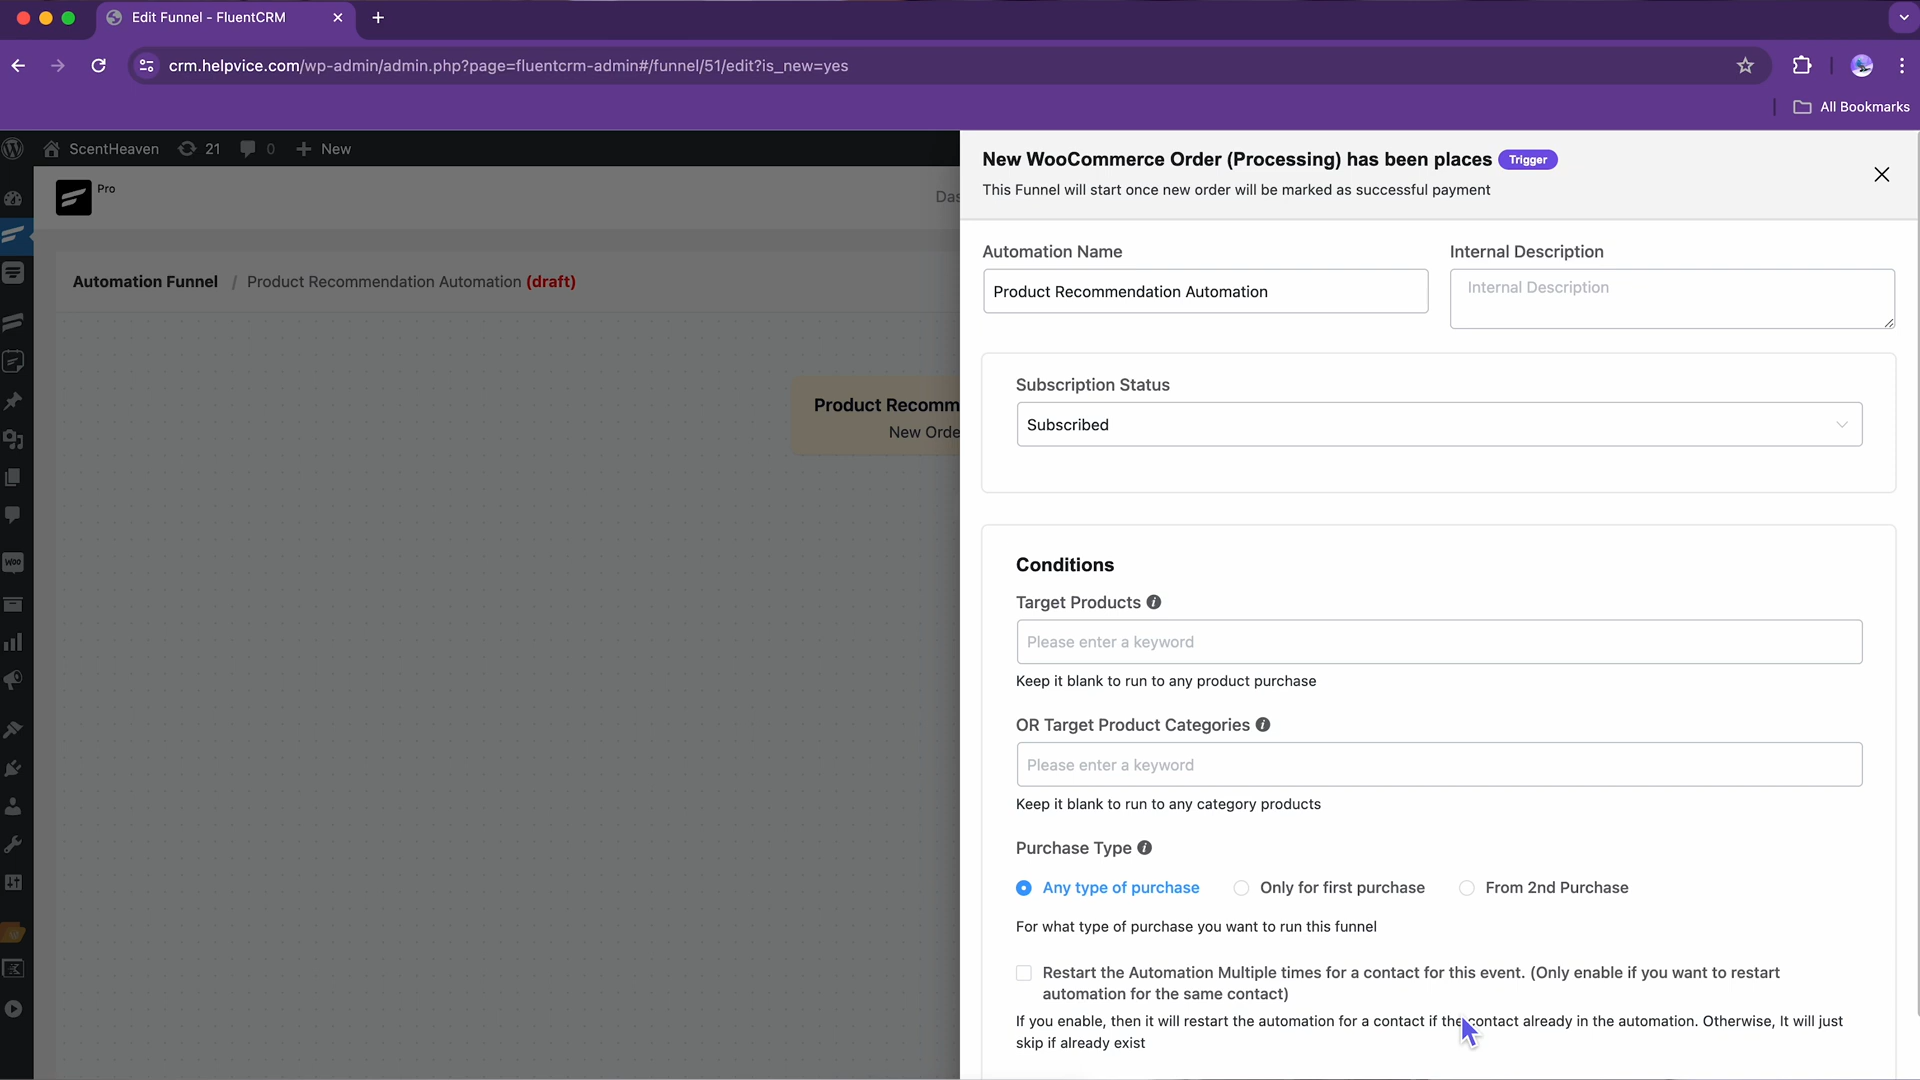 Edit Funnel - FluentCRM
crm.helpvice.com/wp-admin/admin.php?page=fluentcrm-admin#/funnel/51/edit?is_new=yes
All Bookmarks
ScentHeaven 21 0 New
Pro
Das
Automation Funnel / Product Recommendation Automation (draft)
Product Recomm
New Orde
Woo
New WooCommerce Order (Processing) has been places Trigger
This Funnel will start once new order will be marked as successful payment
Automation Name
Product Recommendation Automation
Internal Description
Internal Description
Subscription Status
Subscribed
Conditions
Target Products
Please enter a keyword
Keep it blank to run to any product purchase
OR Target Product Categories
Please enter a keyword
Keep it blank to run to any category products
Purchase Type
Any type of purchase
Only for first purchase
From 2nd Purchase
For what type of purchase you want to run this funnel
Restart the Automation Multiple times for a contact for this event. (Only enable if you want to restart
automation for the same contact)
If you enable, then it will restart the automation for a contact if the contact already in the automation. Otherwise, It will just
skip if already exist